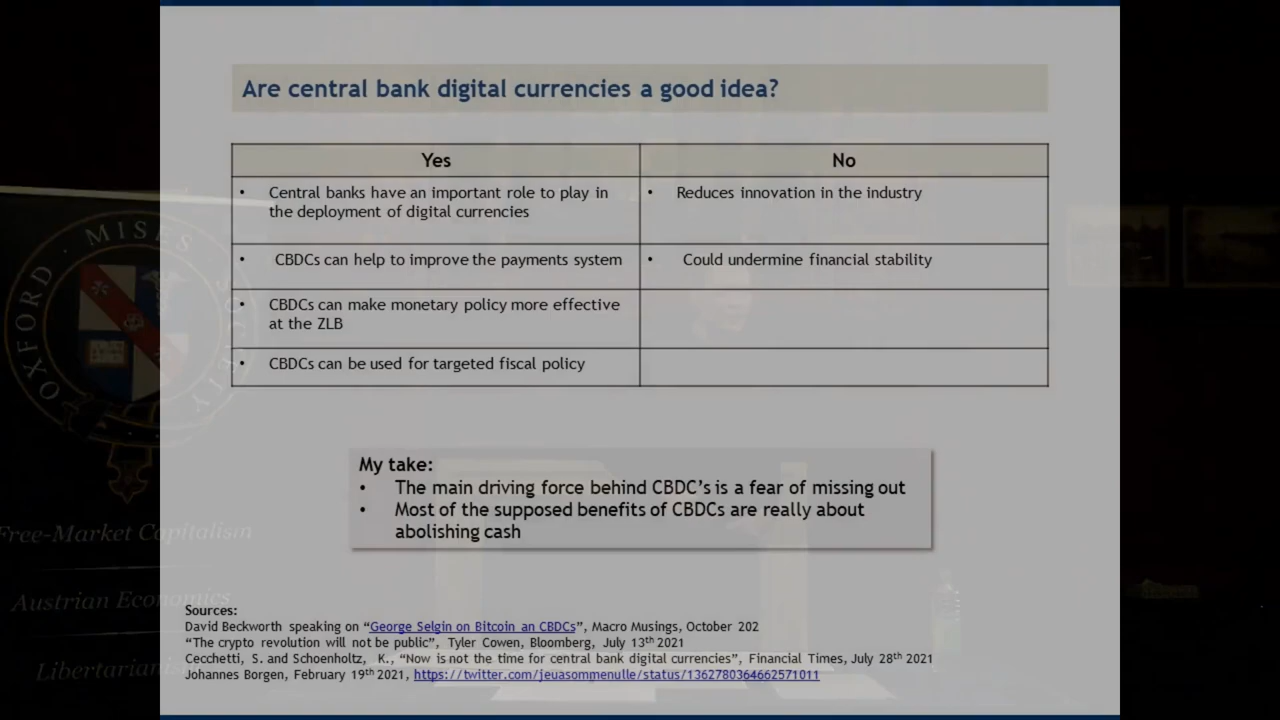 Are central bank digital currencies a good idea?
Yes
No
• Central banks have an important role to play in
the deployment of digital currencies
• Reduces innovation in the industry
• CBDCs can help to improve the payments system
• Could undermine financial stability
• CBDCs can make monetary policy more effective
at the ZLB
• CBDCs can be used for targeted fiscal policy
My take:
• The main driving force behind CBDC’s is a fear of missing out
• Most of the supposed benefits of CBDCs are really about
abolishing cash
Sources:
David Beckworth speaking on “George Selgin on Bitcoin an CBDCs”, Macro Musings, October 202
“The crypto revolution will not be public”, Tyler Cowen, Bloomberg, July 13th 2021
Cecchetti, S. and Schoenholtz, K., “Now is not the time for central bank digital currencies”, Financial Times, July 28th 2021
Johannes Borgen, February 19th 2021, https://twitter.com/jeuasommenulle/status/1362780364662571011
OXFORD · MISES SOCIETY
Free-Market Capitalism
Austrian Economics